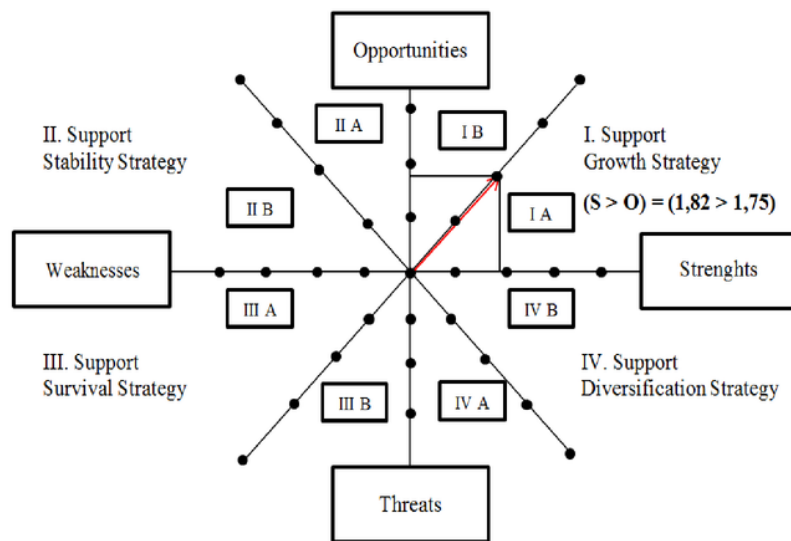 Opportunities
II A
I B
II. Support
Stability Strategy
I. Support
Growth Strategy
II B
I A
(S > O) = (1,82 > 1,75)
Weaknesses
Strenghts
III A
IV B
III. Support
Survival Strategy
IV. Support
Diversification Strategy
III B
IV A
Threats